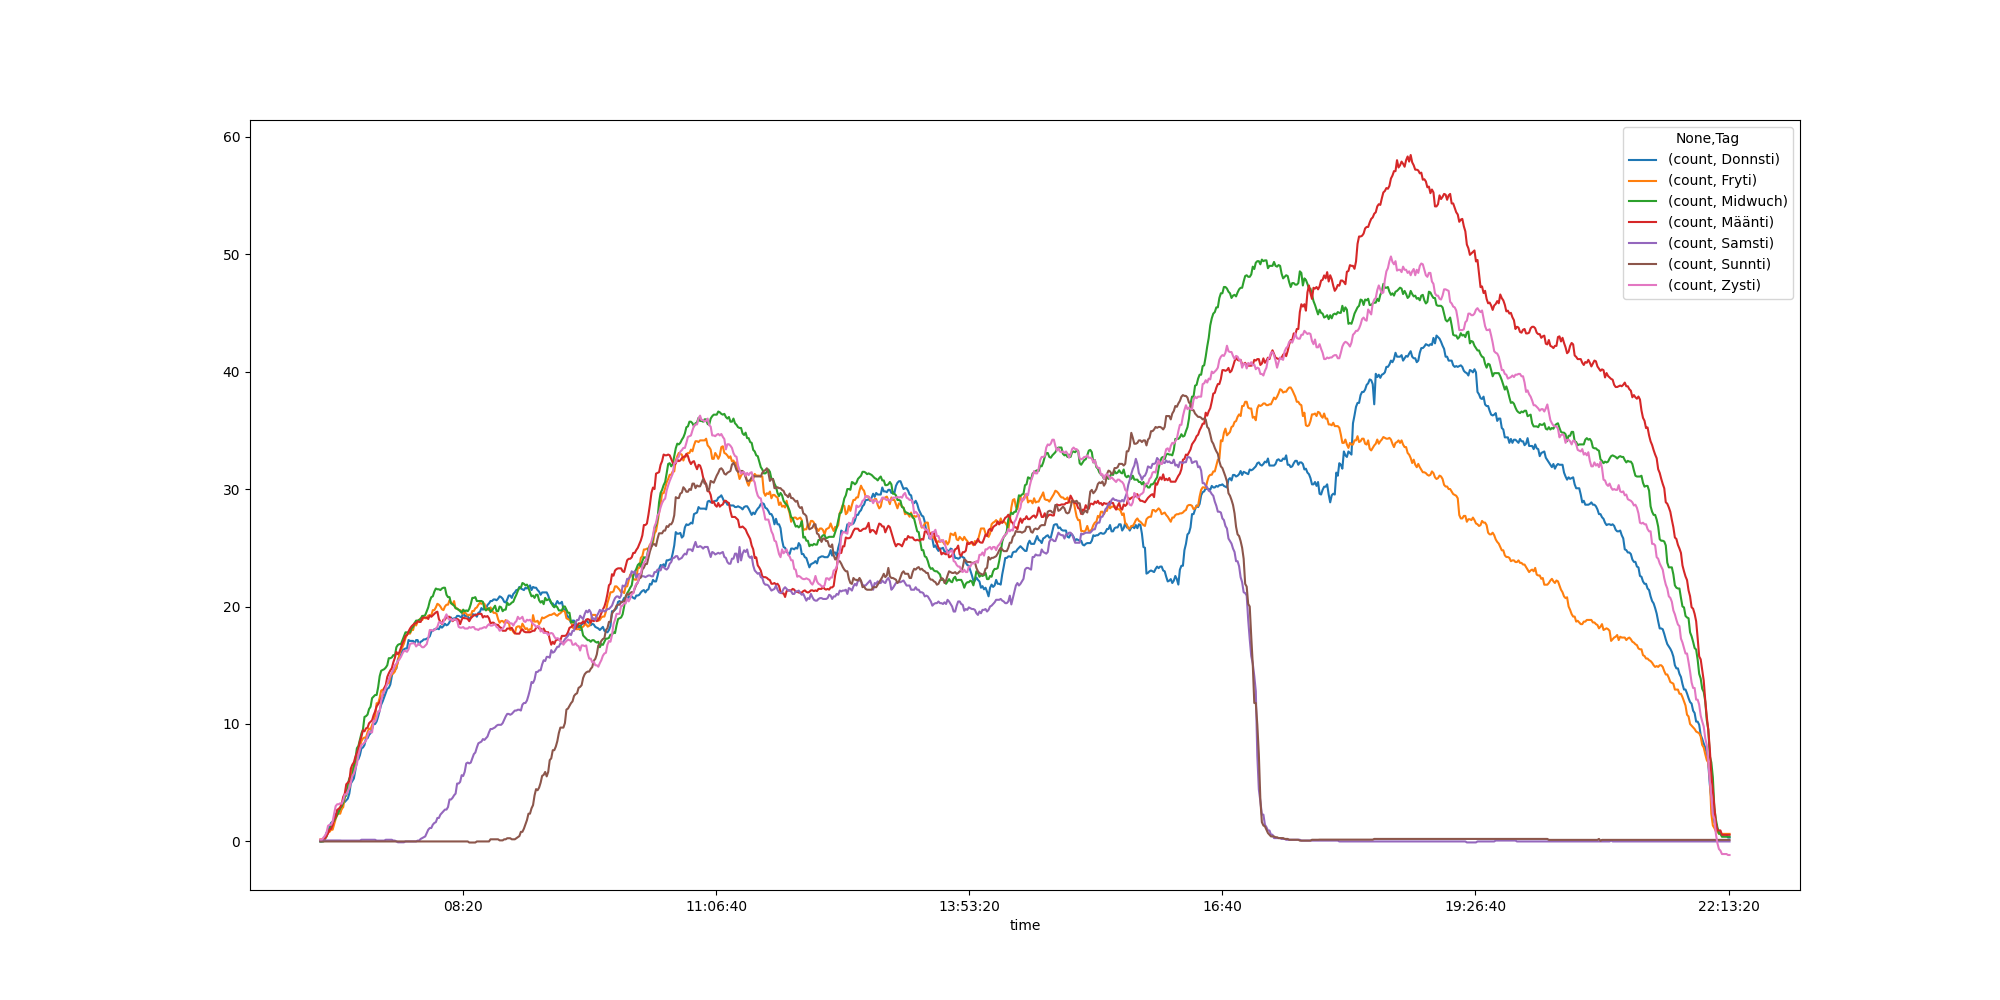 60
50
40
30
20
10
0
None,Tag
(count, Donnsti)
(count, Fryti)
(count, Midwuch)
(count, Määnti)
(count, Samsti)
(count, Sunnti)
(count, Zysti)
08:20
11:06:40
13:53:20
16:40
19:26:40
22:13:20
time